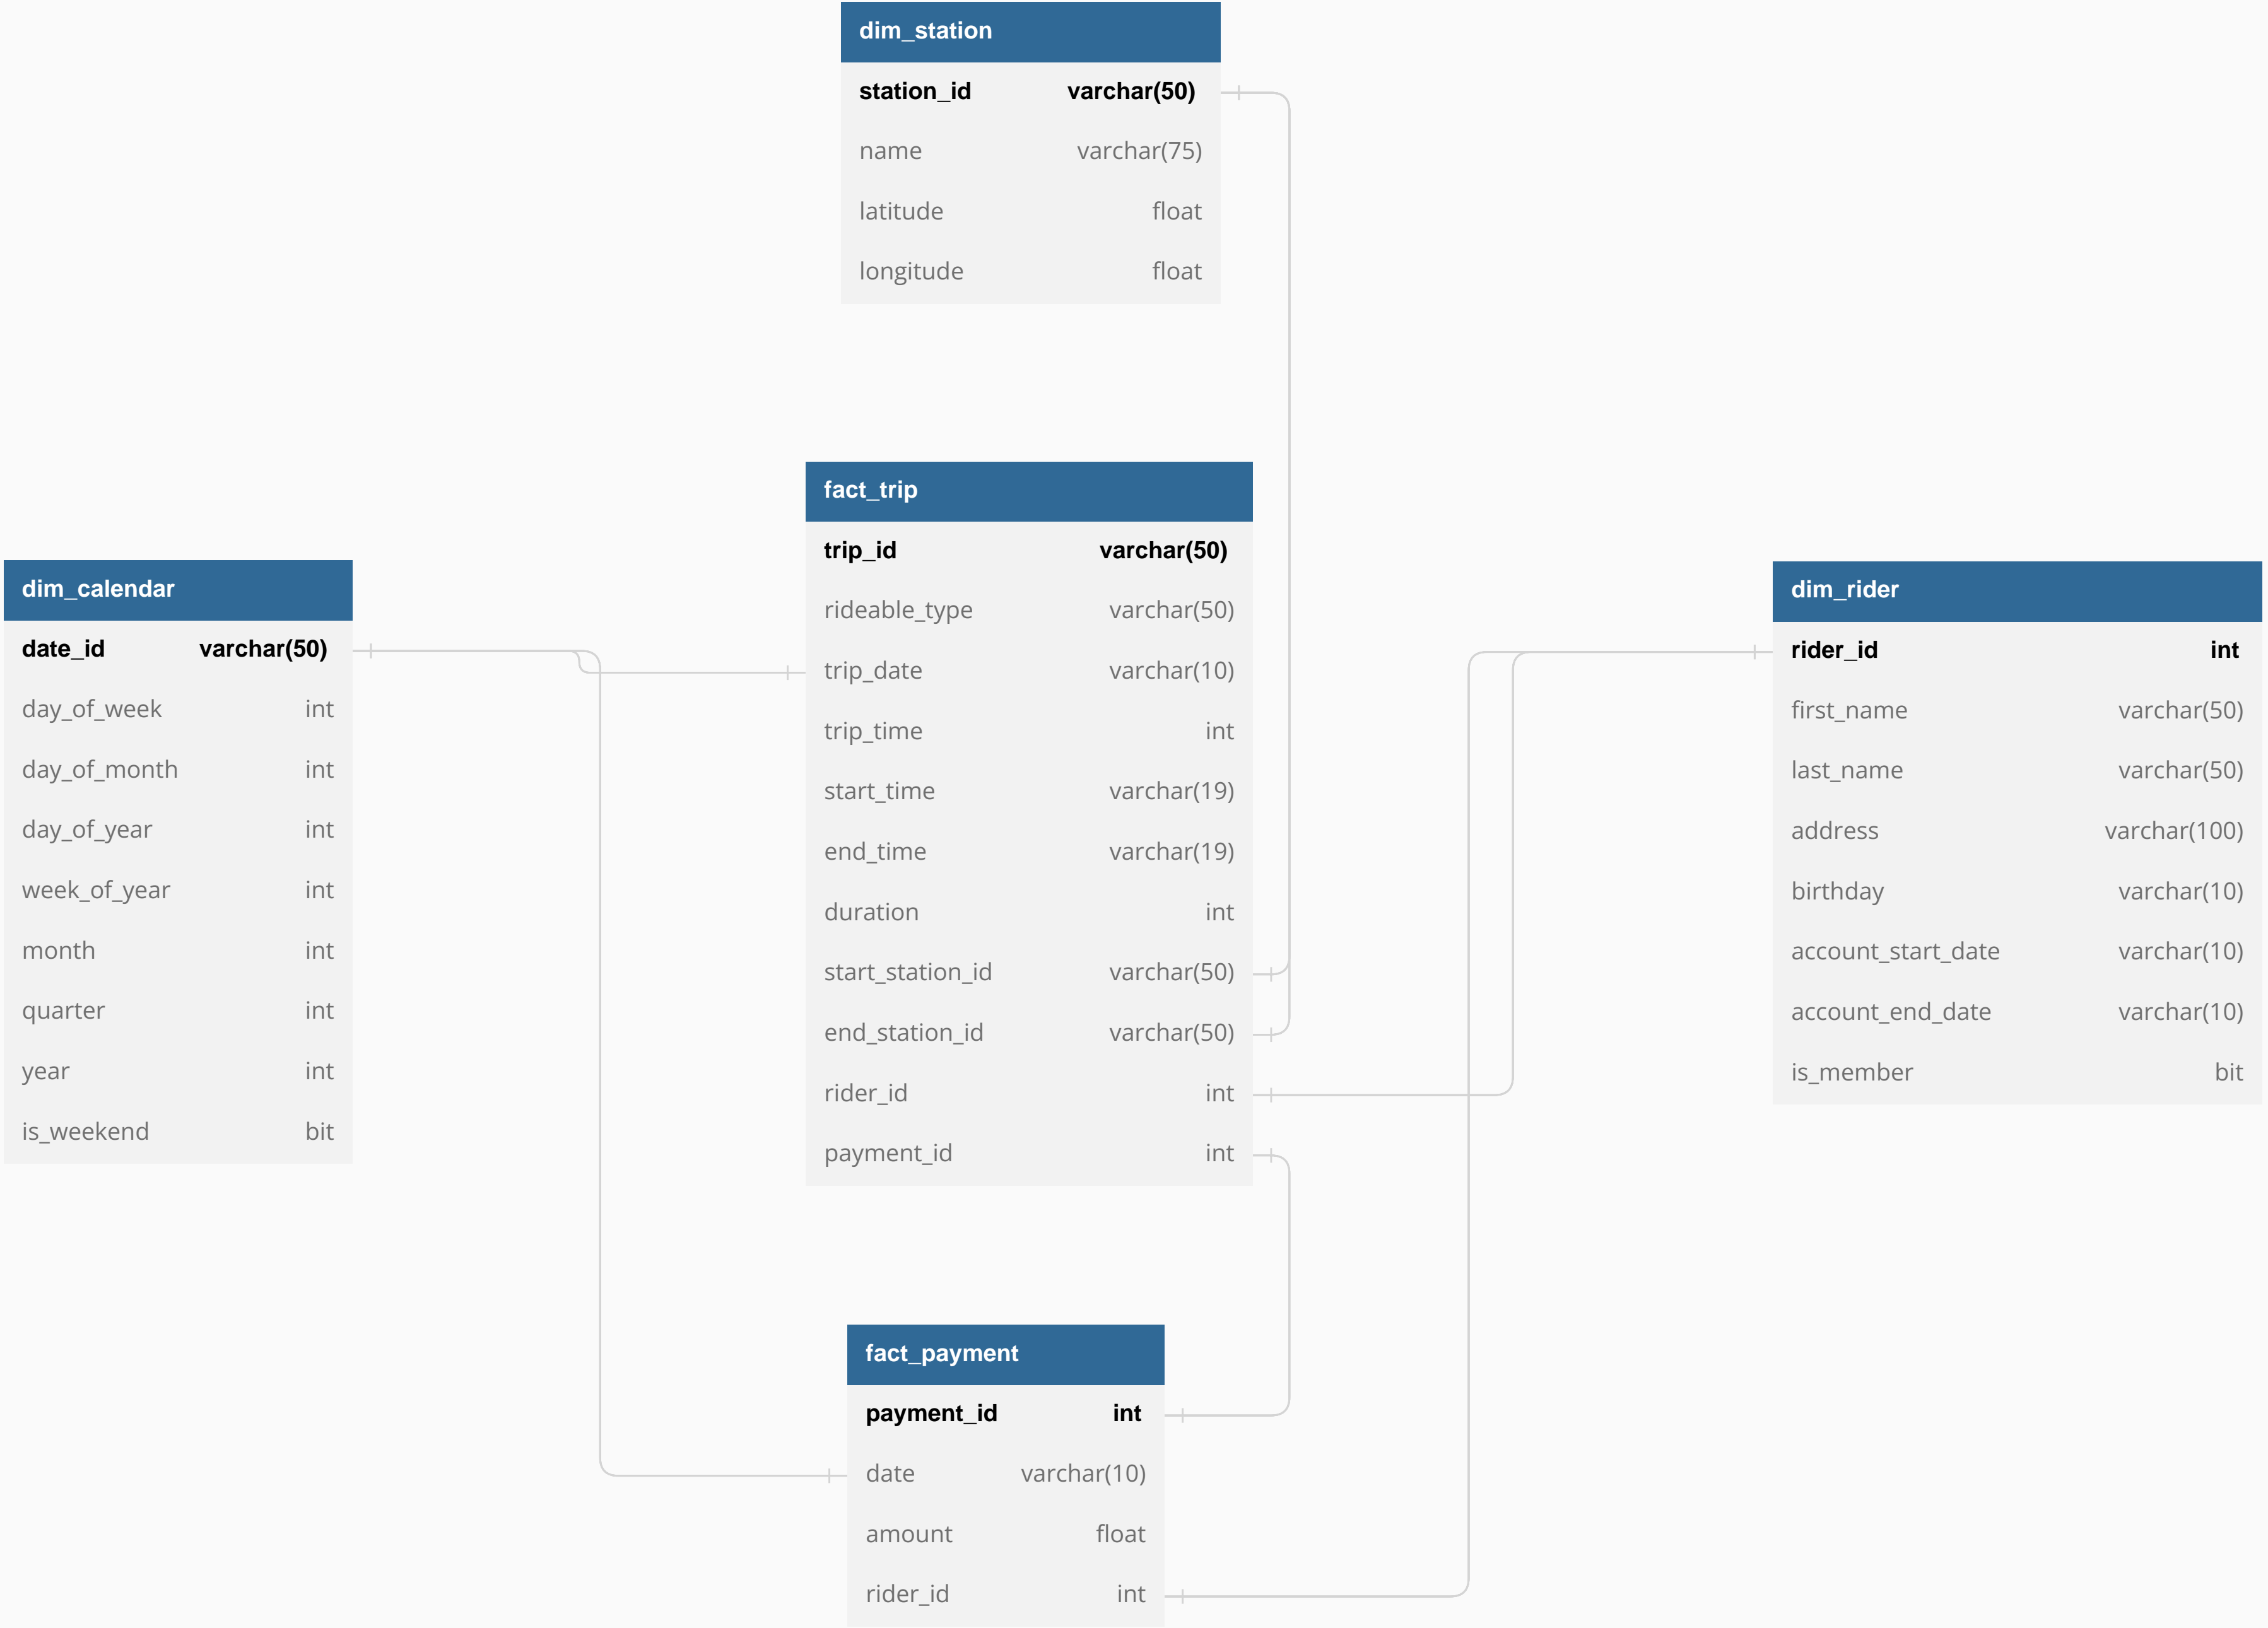 dim_station
station_id varchar(50)
name varchar(75)
latitude float
longitude float
fact_trip
trip_id varchar(50)
rideable_type varchar(50)
trip_date varchar(10)
trip_time int
start_time varchar(19)
end_time varchar(19)
duration int
start_station_id varchar(50)
end_station_id varchar(50)
rider_id int
payment_id int
dim_calendar
date_id varchar(50)
day_of_week int
day_of_month int
day_of_year int
week_of_year int
month int
quarter int
year int
is_weekend bit
dim_rider
rider_id int
first_name varchar(50)
last_name varchar(50)
address varchar(100)
birthday varchar(10)
account_start_date varchar(10)
account_end_date varchar(10)
is_member bit
fact_payment
payment_id int
date varchar(10)
amount float
rider_id int